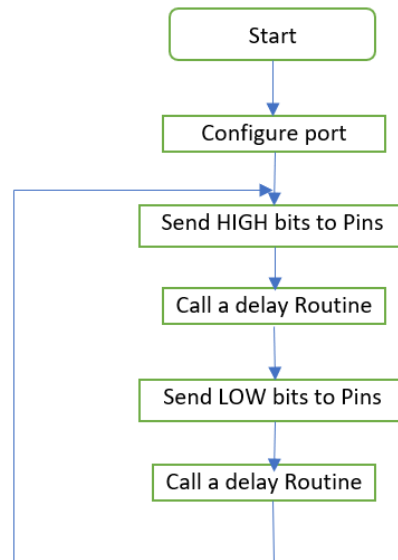 Start
Configure port
Send HIGH bits to Pins
Call a delay Routine
Send LOW bits to Pins
Call a delay Routine